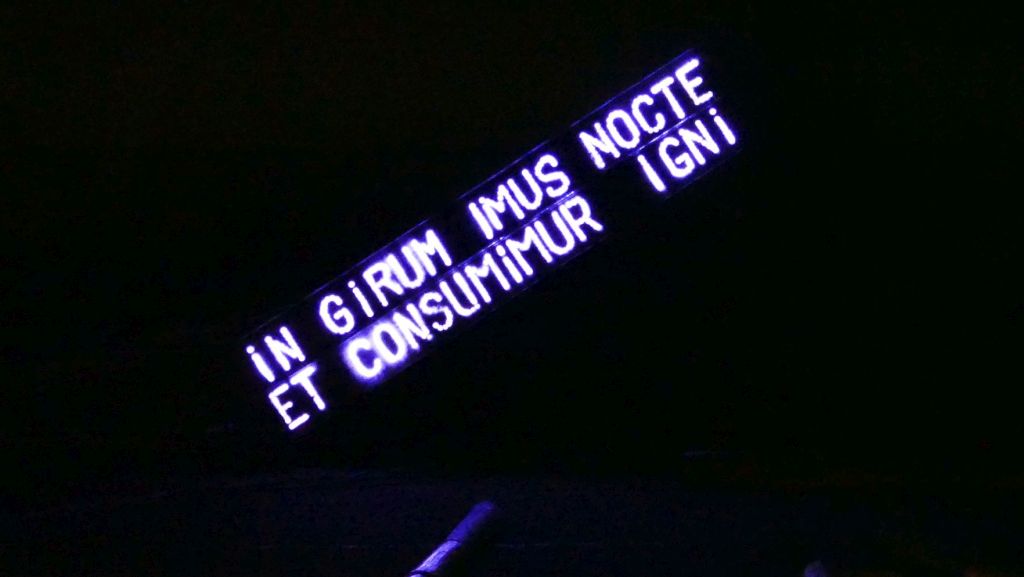 iN GiRUM IMUS NOCTE
ET CONSUMiMUR IGNi